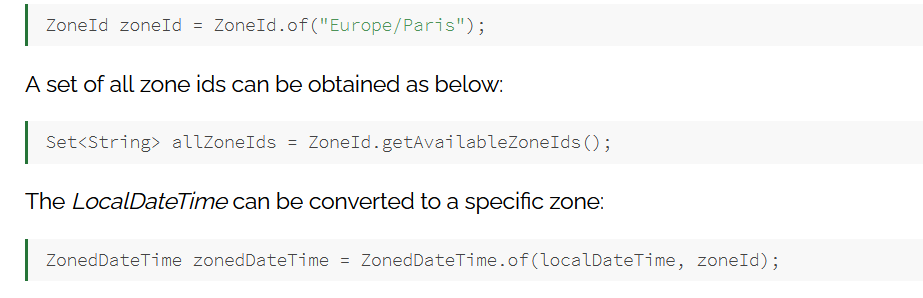 ZoneId zoneId = ZoneId.of("Europe/Paris");
A set of all zone ids can be obtained as below:
Set<String> allZoneIds = ZoneId.getAvailableZoneIds();
The LocalDateTime can be converted to a specific zone:
ZonedDateTime zonedDateTime = ZonedDateTime.of(localDateTime, zoneId);